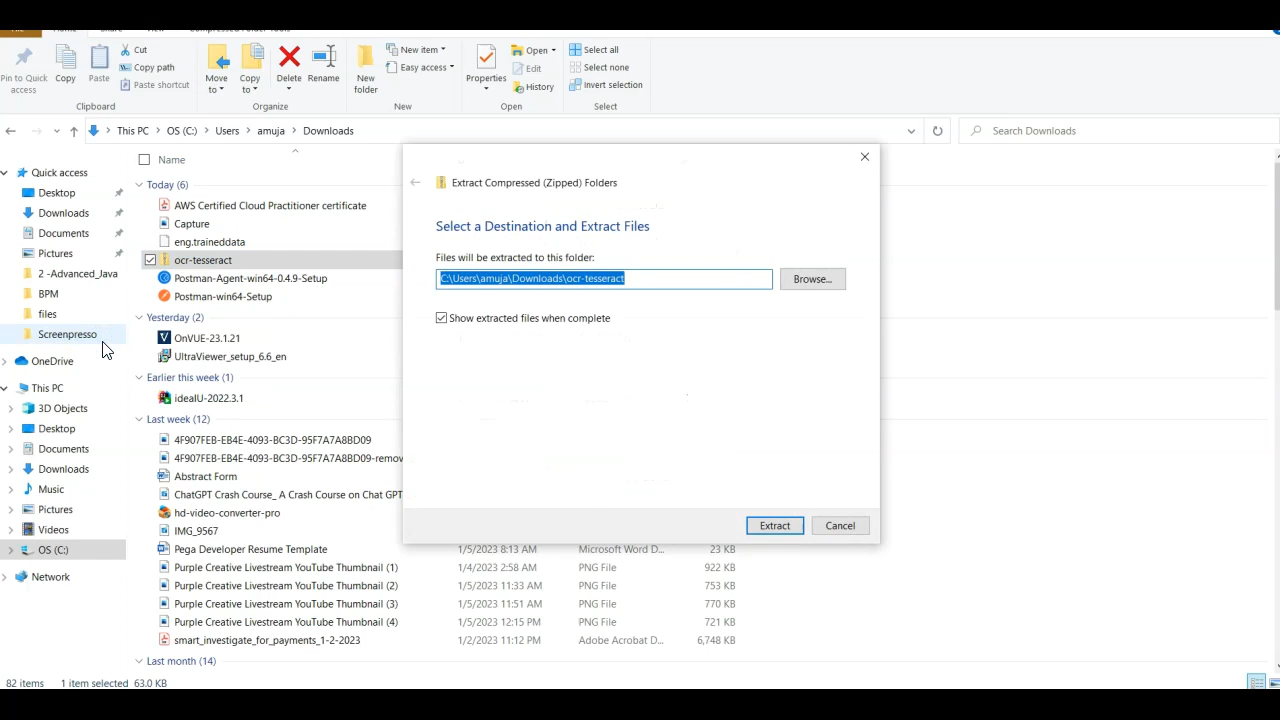 Cut
New item
Open
Select all
Copy path
Easy access
Edit
Select none
Pin to Quick access
Copy
Paste
Paste shortcut
Move to
Copy to
Delete
Rename
New folder
Properties
History
Invert selection
Clipboard
Organize
New
Open
Select
This PC > OS (C:) > Users > amuja > Downloads
Search Downloads
Quick access
Desktop
Downloads
Documents
Pictures
2 -Advanced_Java
BPM
files
Screenpresso
OneDrive
This PC
3D Objects
Desktop
Documents
Downloads
Music
Pictures
Videos
OS (C:)
Network
Name
Today (6)
AWS Certified Cloud Practitioner certificate
Capture
eng.traineddata
ocr-tesseract
Postman-Agent-win64-0.4.9-Setup
Postman-win64-Setup
Yesterday (2)
OnVUE-23.1.21
UltraViewer_setup_6.6_en
Earlier this week (1)
idealU-2022.3.1
Last week (12)
4F907FEB-EB4E-4093-BC3D-95F7A7A8BD09
4F907FEB-EB4E-4093-BC3D-95F7A7A8BD09-remov
Abstract Form
ChatGPT Crash Course_ A Crash Course on Chat GPT
hd-video-converter-pro
IMG_9567
Pega Developer Resume Template 1/5/2023 8:13 AM Microsoft Word D... 23 KB
Purple Creative Livestream YouTube Thumbnail (1) 1/4/2023 2:58 AM PNG File 922 KB
Purple Creative Livestream YouTube Thumbnail (2) 1/5/2023 11:33 AM PNG File 753 KB
Purple Creative Livestream YouTube Thumbnail (3) 1/5/2023 11:51 AM PNG File 770 KB
Purple Creative Livestream YouTube Thumbnail (4) 1/5/2023 12:15 PM PNG File 721 KB
smart_investigate_for_payments_1-2-2023 1/2/2023 11:12 PM Adobe Acrobat D... 6,748 KB
Last month (14)
Extract Compressed (Zipped) Folders
Select a Destination and Extract Files
Files will be extracted to this folder:
C:\Users\amuja\Downloads\ocr-tesseract
Browse...
Show extracted files when complete
Extract
Cancel
82 items 1 item selected 63.0 KB